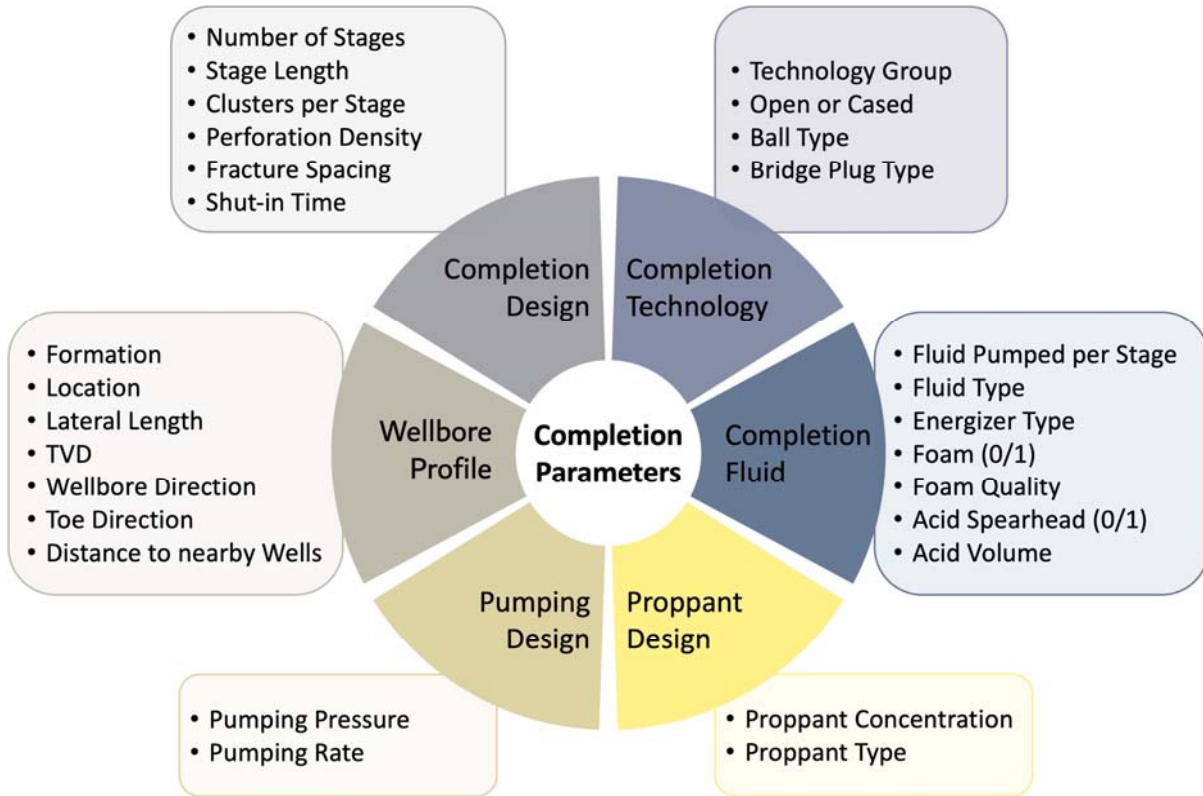 • Number of Stages
• Stage Length
• Clusters per Stage
• Perforation Density
• Fracture Spacing
• Shut-in Time
• Technology Group
• Open or Cased
• Ball Type
• Bridge Plug Type
Completion
Design
Completion
Technology
• Formation
• Location
• Lateral Length
• TVD
• Wellbore Direction
• Toe Direction
• Distance to nearby Wells
Wellbore
Profile
Completion
Parameters
Completion
Fluid
• Fluid Pumped per Stage
• Fluid Type
• Energizer Type
• Foam (0/1)
• Foam Quality
• Acid Spearhead (0/1)
• Acid Volume
Pumping
Design
Proppant
Design
• Pumping Pressure
• Pumping Rate
• Proppant Concentration
• Proppant Type